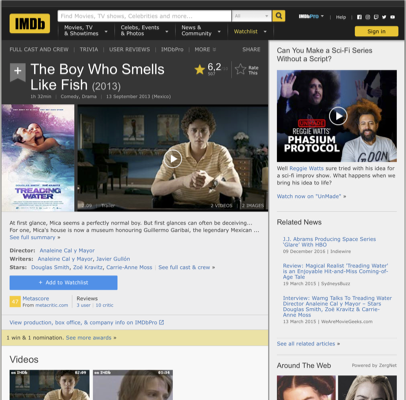 IMDb
Find Movies, TV shows, Celebrities and more...
All
IMDbPro
Help
Movies, TV
& Showtimes
Celebs, Events
& Photos
News &
Community
Watchlist
Sign in
FULL CAST AND CREW
TRIVIA
USER REVIEWS
IMDbPro
MORE
SHARE
The Boy Who Smells
Like Fish (2013)
6,2
Rate
This
1h 32min | Comedy, Drama | 13 September 2013 (Mexico)
TREADING
WATER
Trailer
2 VIDEOS
2 IMAGES
At first glance, Mica seems a perfectly normal boy. But first glances can often be deceiving...
For one, Mica's house is now a museum honouring Guillermo Garibai, the legendary Mexican ...
See full summary »
Director: Analeine Cal y Mayor
Writers: Analeine Cal y Mayor, Javier Gullón
Stars: Douglas Smith, Zoë Kravitz, Carrie-Anne Moss | See full cast & crew »
+ Add to Watchlist
Metascore
From metacritic.com
Reviews
3 user | 10 critic
View production, box office, & company info on IMDbPro
1 win & 1 nomination. See more awards »
Videos
Can You Make a Sci-Fi Series
Without a Script?
UNMADE
REGGIE WATTS'
PHASIUM
PROTOCOL
Well Reggie Watts sure tried with his idea
for a sci-fi improv show. What happens when we
bring his idea to life?
Watch now on "UnMade" »
Related News
J.J. Abrams Producing Space Series
'Glare' With HBO
09 December 2016 | Indiewire
Review: Magical Realist 'Treading Water'
is an Enjoyable Hit-and-Miss Coming-of-
Age Tale
19 March 2015 | SydneysBuzz
Interview: Wamg Talks To Treading Water
Director Analeine Cal y Mayor – Stars
Douglas Smith, Zoë Kravitz & Carrie-
Anne Moss
13 March 2015 | WeAreMovieGeeks.com
See all related articles »
Around The Web
Powered by ZergNet